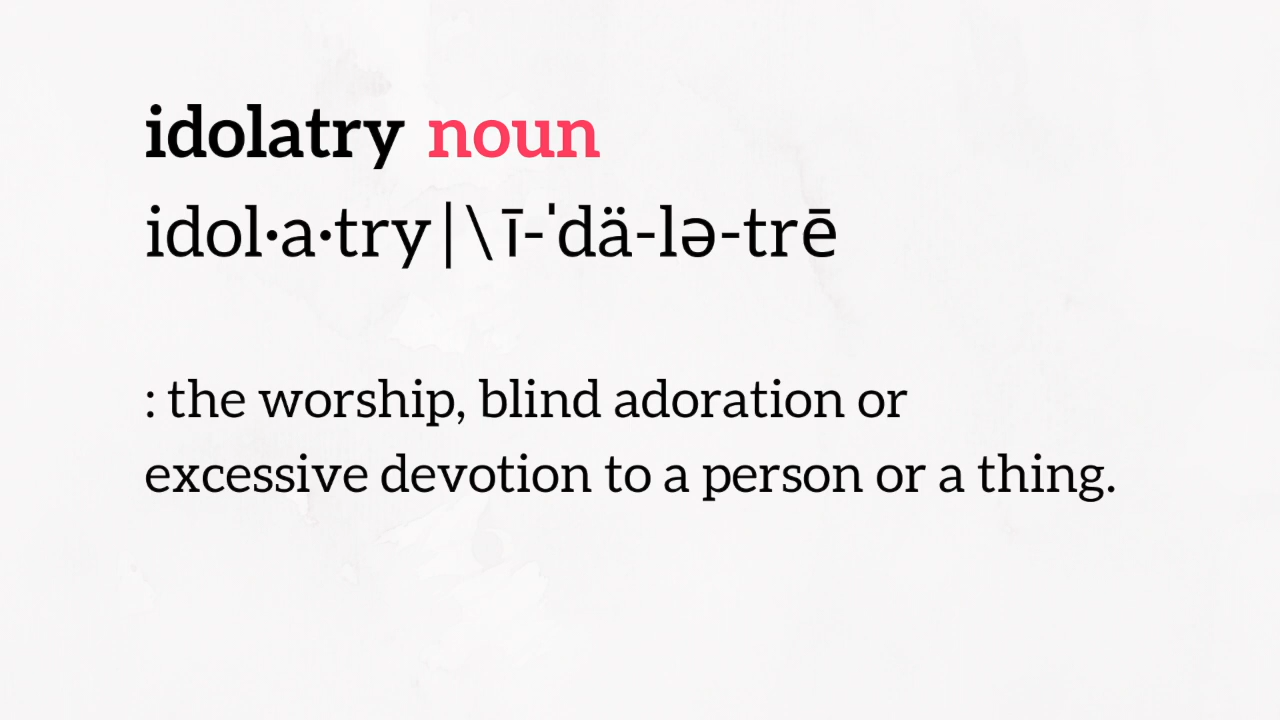 idolatry noun
idol·a·try|\ ī-ˈdä-lə-trē
: the worship, blind adoration or
excessive devotion to a person or a thing.